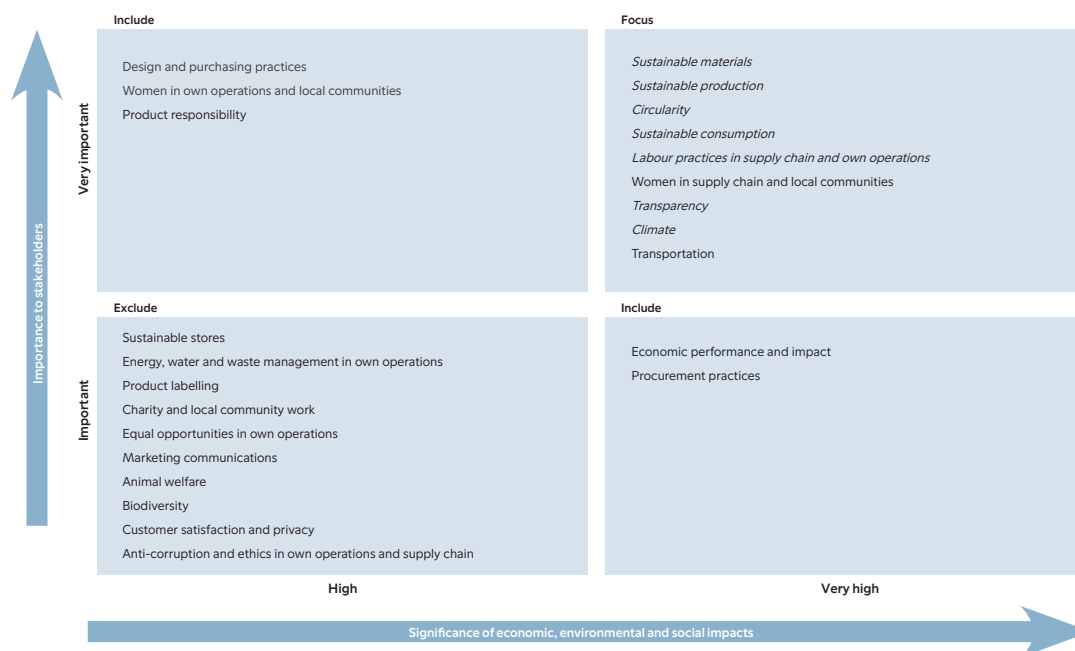 Include
Design and purchasing practices
Women in own operations and local communities
Product responsibility
Focus
Sustainable materials
Sustainable production
Circularity
Sustainable consumption
Labour practices in supply chain and own operations
Women in supply chain and local communities
Transparency
Climate
Transportation
Very important
Importance to stakeholders
Exclude
Sustainable stores
Energy, water and waste management in own operations
Product labelling
Charity and local community work
Equal opportunities in own operations
Marketing communications
Animal welfare
Biodiversity
Customer satisfaction and privacy
Anti-corruption and ethics in own operations and supply chain
Include
Economic performance and impact
Procurement practices
Important
High
Very high
Significance of economic, environmental and social impacts